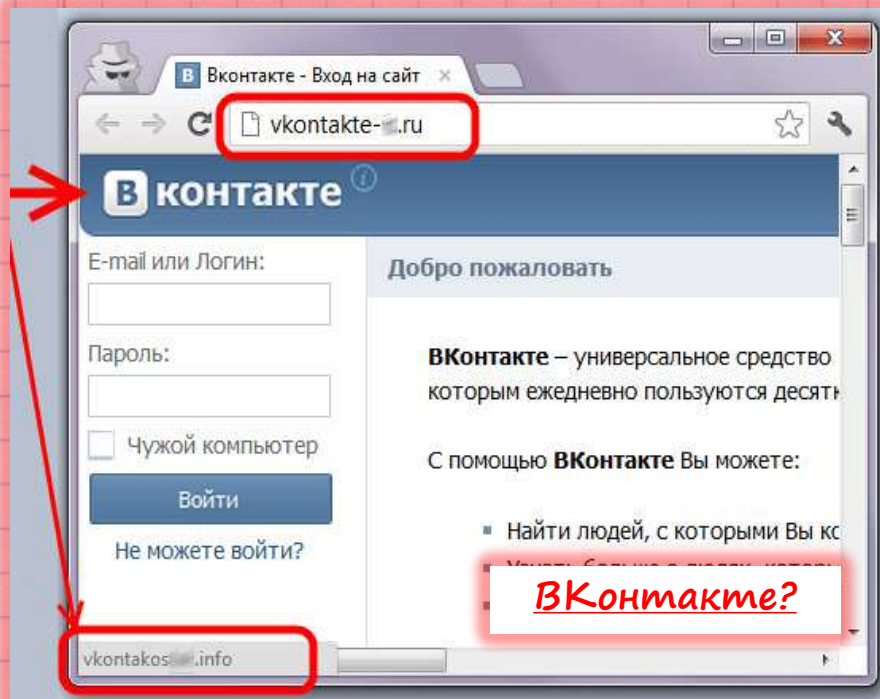 Вконтакте - Вход на сайт
vkontakte- .ru
В контакте
E-mail или Логин:
Пароль:
Чужой компьютер
Войти
Не можете войти?
Добро пожаловать
ВКонтакте – универсальное средство
которым ежедневно пользуются десятк
С помощью ВКонтакте Вы можете:
Найти людей, с которыми Вы ко
ВКонтакте?
vkontakos .info